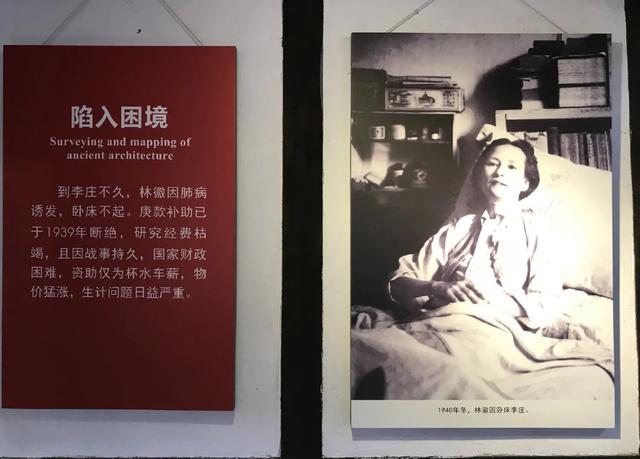 陷入困境
Surveying and mapping of
ancient architecture
到李庄不久，林徽因肺病
诱发，卧床不起。庚款补助已
于1939年断绝，研究经费枯
竭，且因战事持久，国家财政
困难，资助仅为杯水车薪，物
价猛涨，生计问题日益严重。
1940年冬，林徽因卧床李庄。